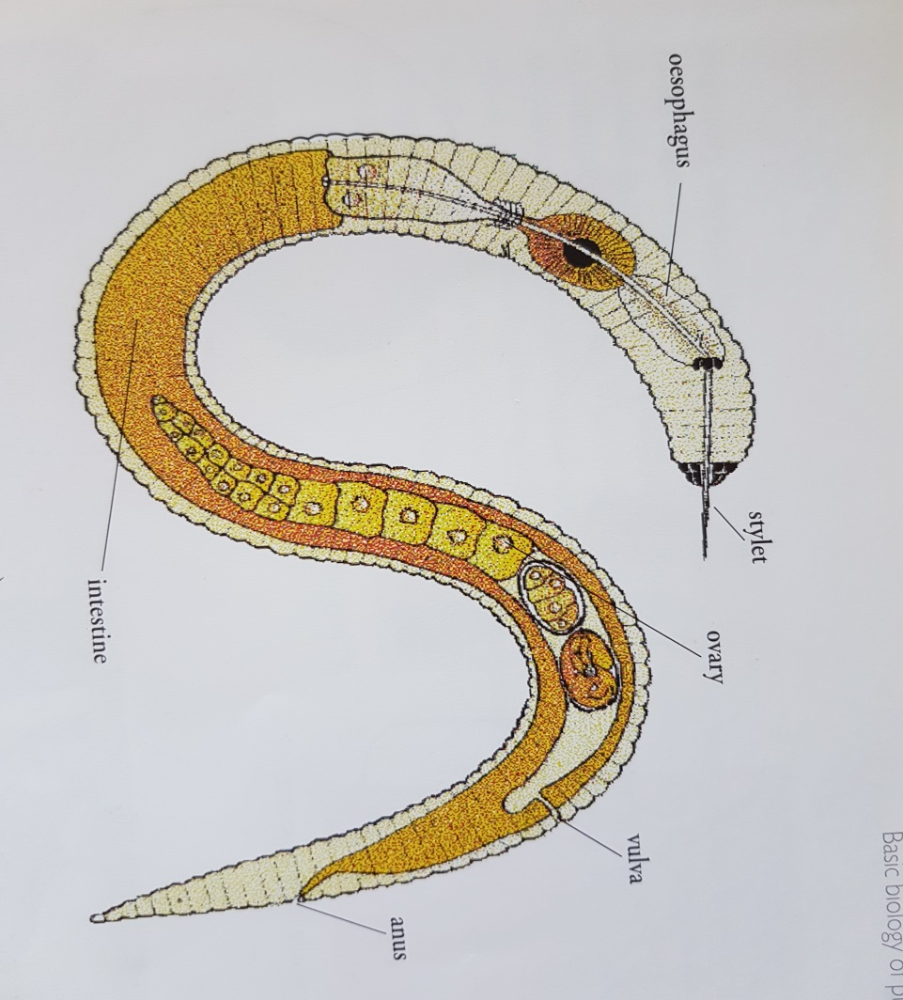 Basic biology of
stylet
ovary
oesophagus
vulva
anus
intestine